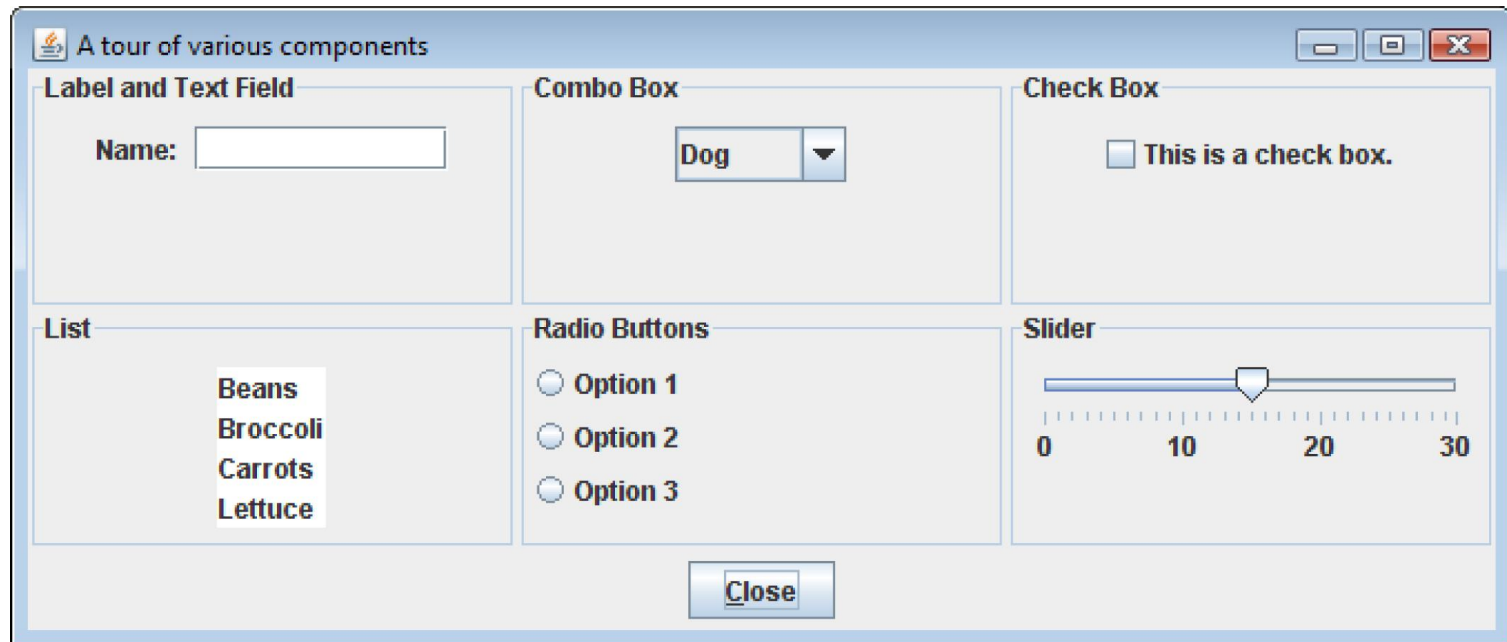 A tour of various components
Label and Text Field
Name:
Combo Box
Dog
Check Box
This is a check box.
List
Beans
Broccoli
Carrots
Lettuce
Radio Buttons
Option 1
Option 2
Option 3
Slider
0 10 20 30
Close